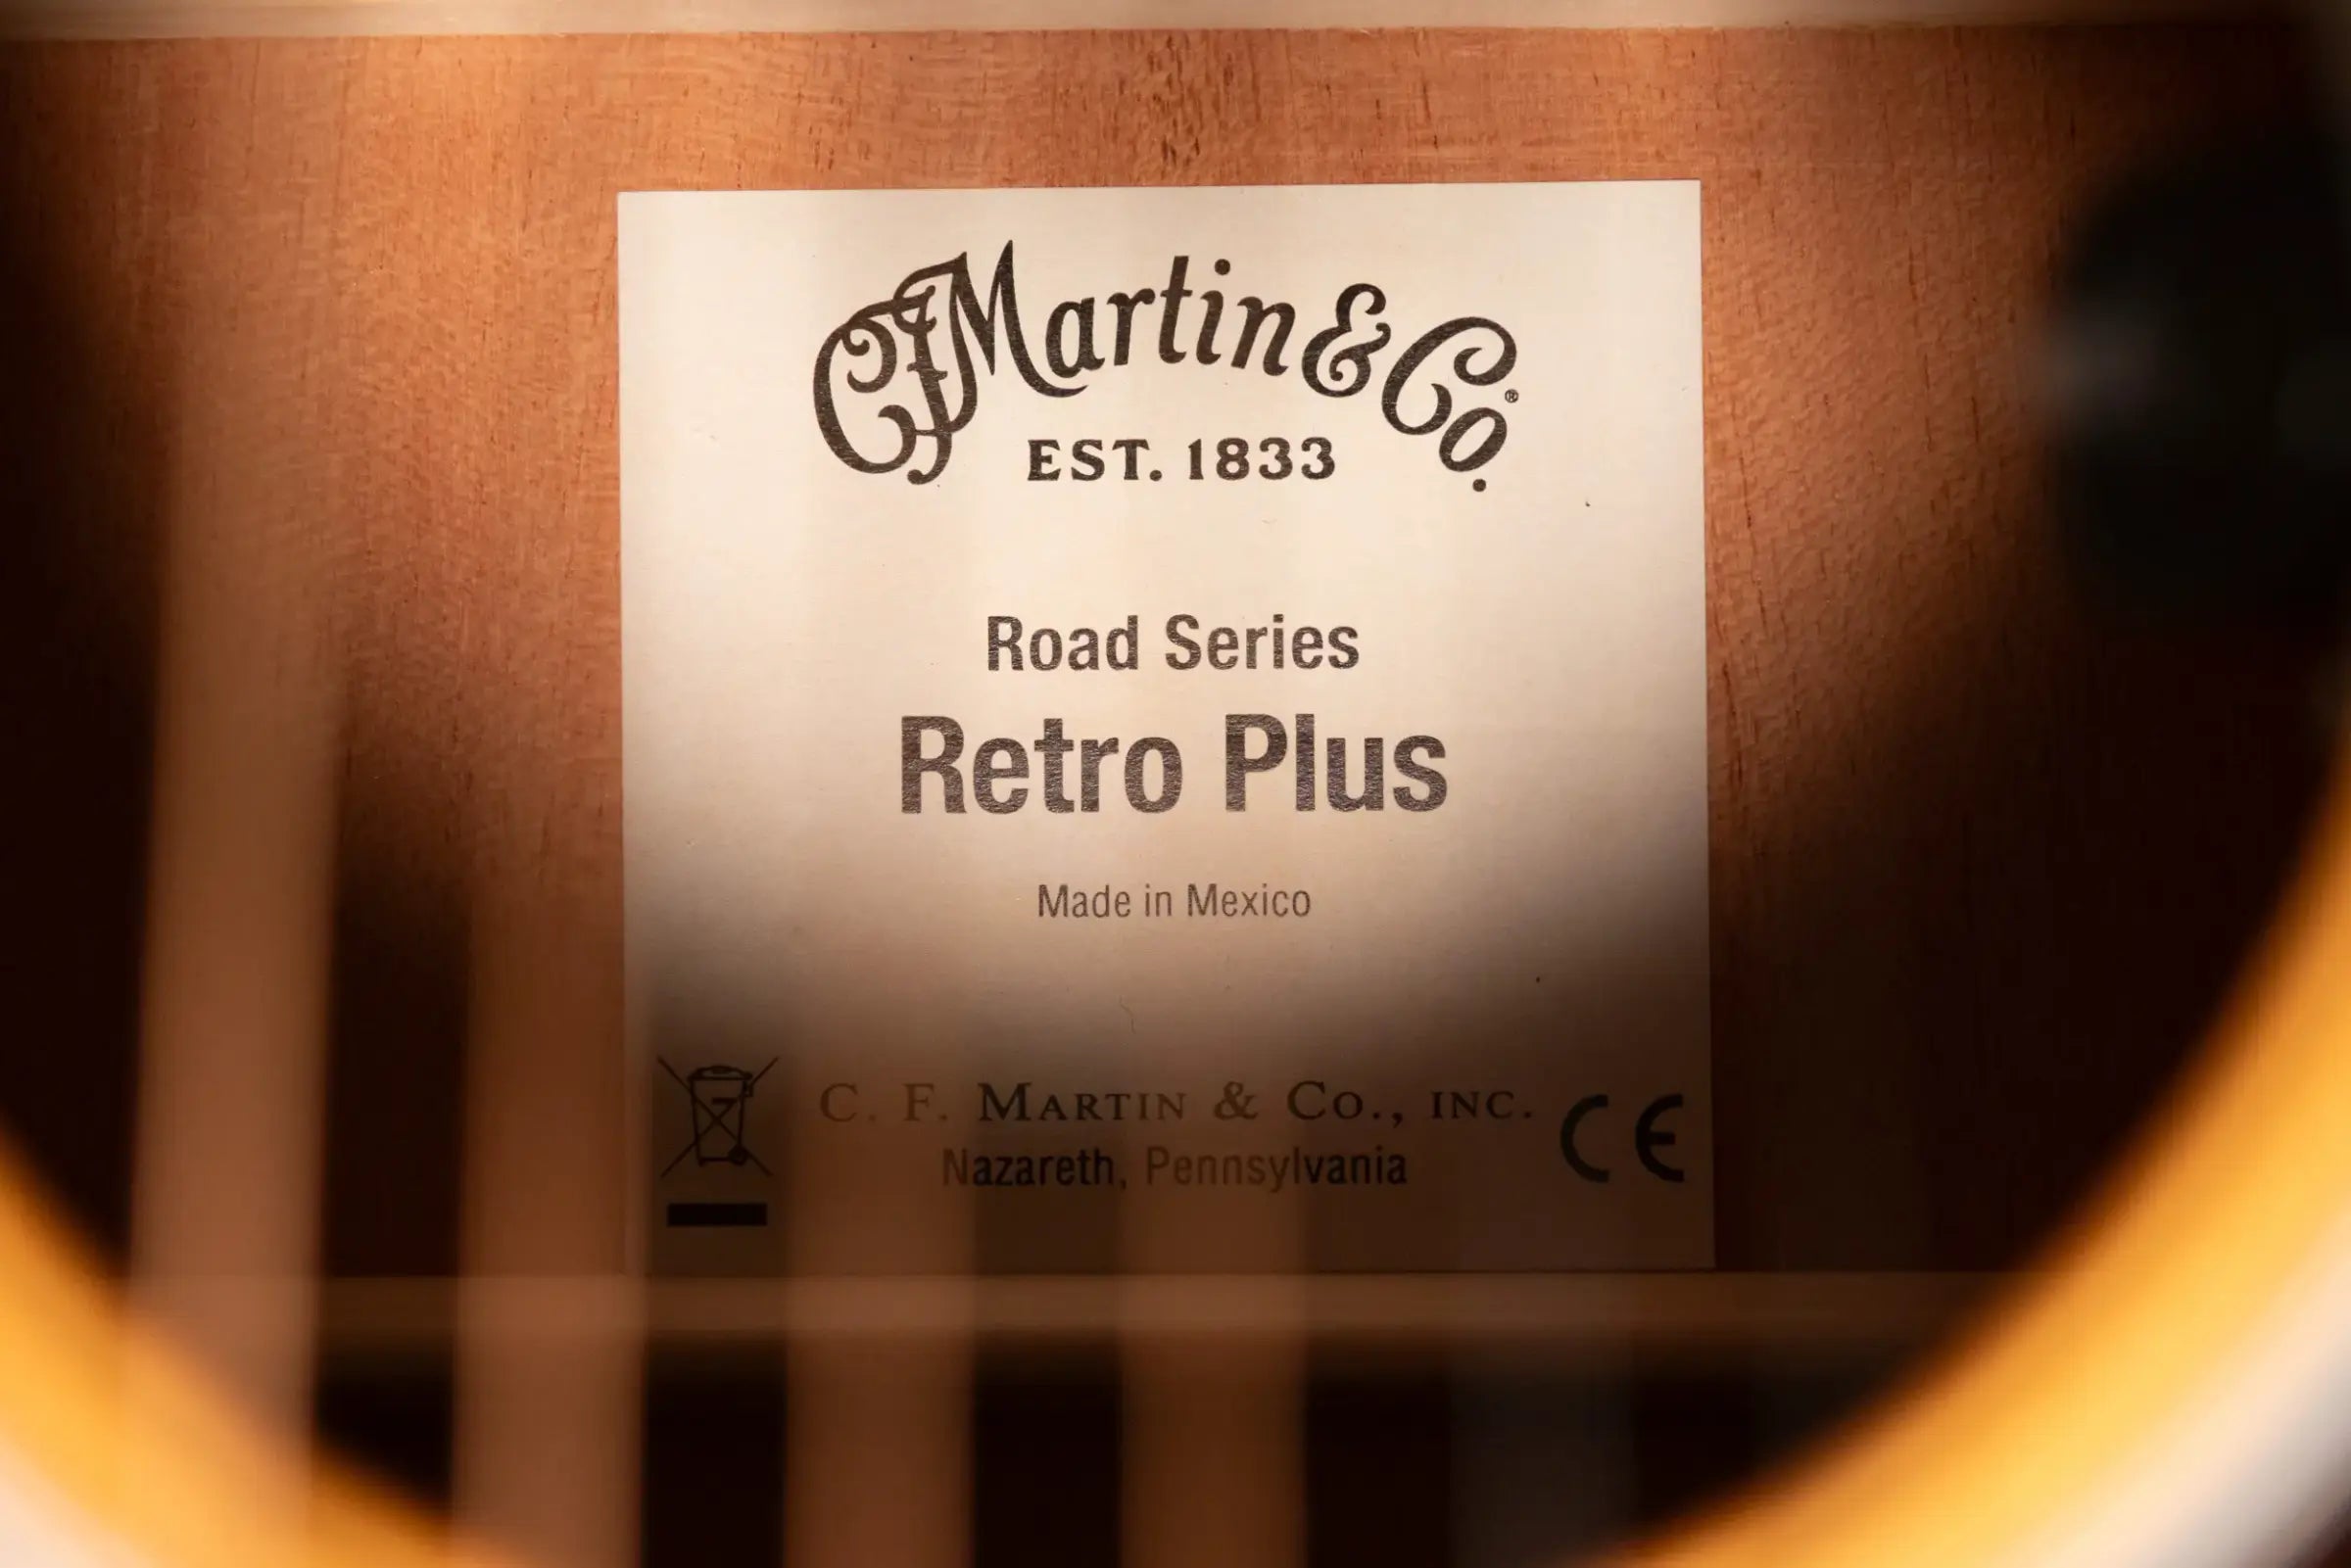 CFMartin & Co.®
EST. 1833
Road Series
Retro Plus
Made in Mexico
C. F. MARTIN & CO., INC.
Nazareth, Pennsylvania
CE